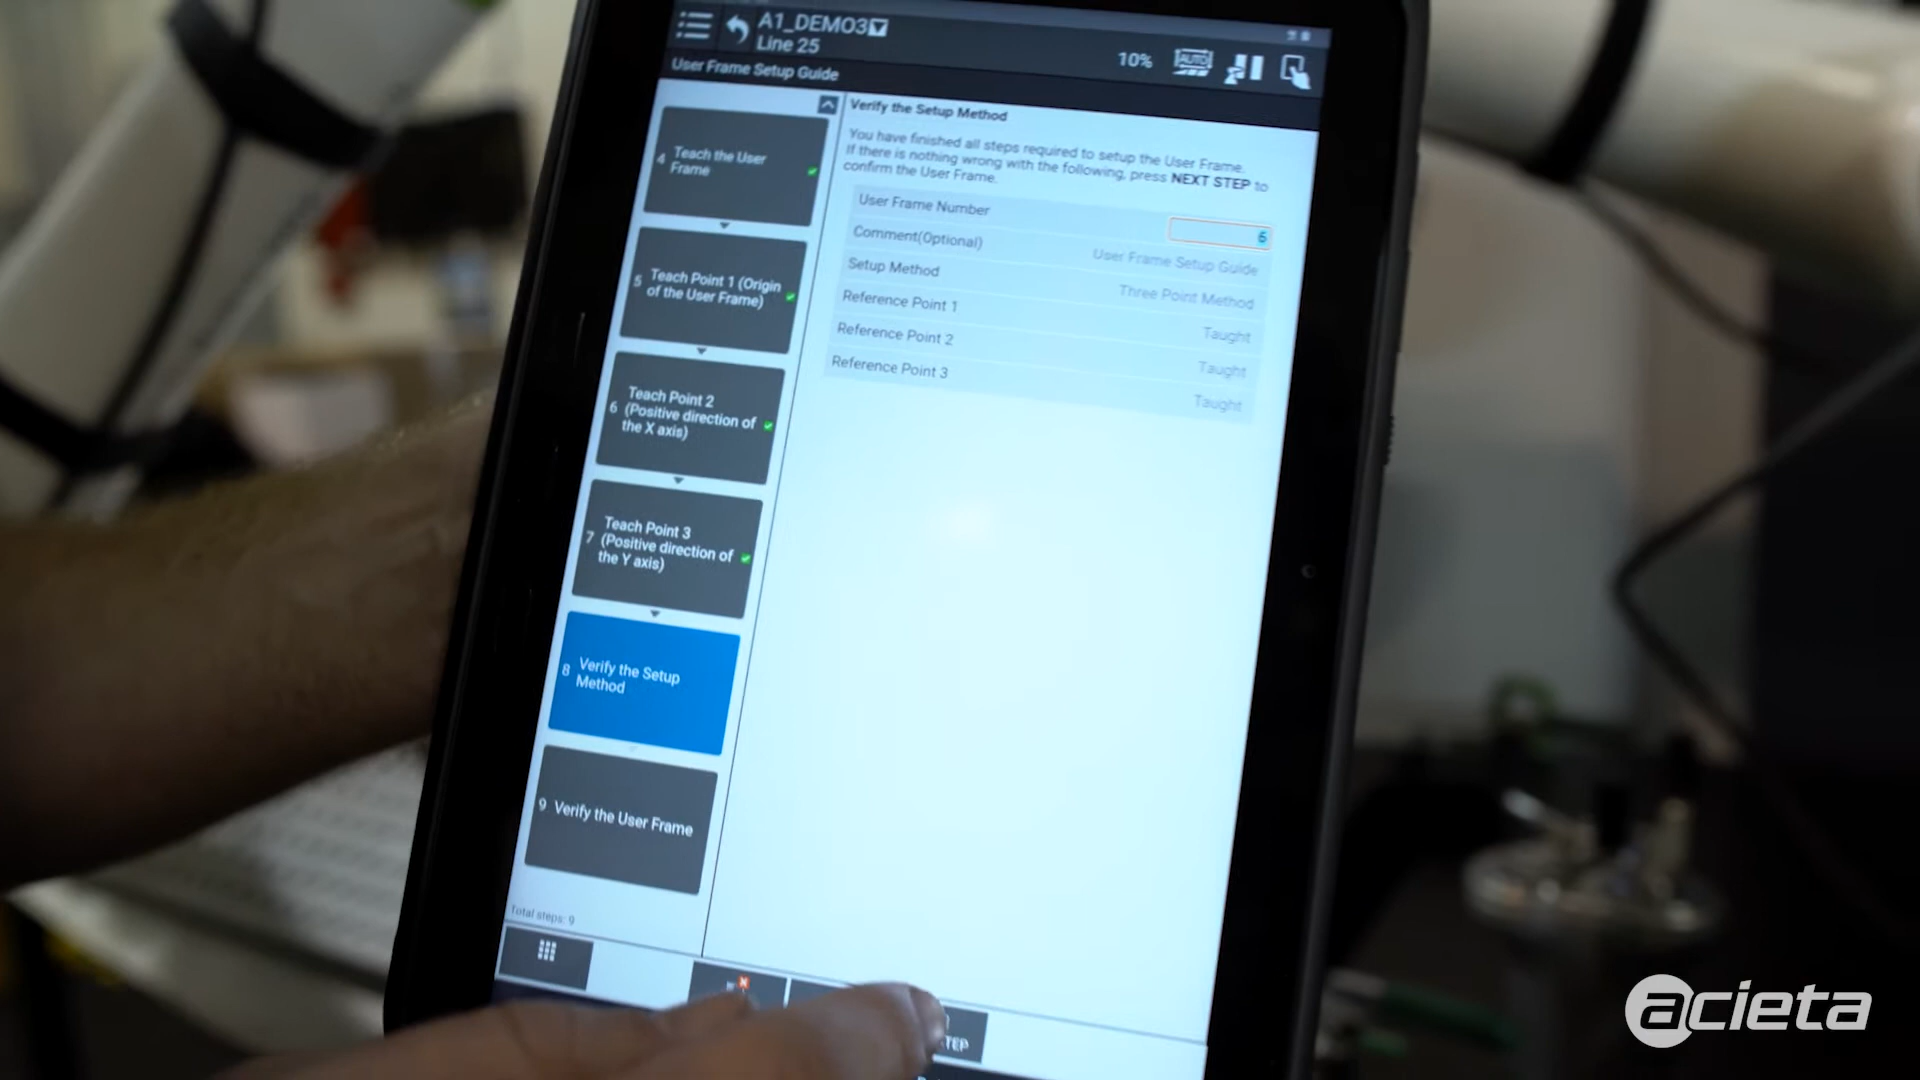 A1_DEMO3
Line 25
10%
AUTO
User Frame Setup Guide
4 Teach the User
Frame
5 Teach Point 1 (Origin
of the User Frame)
6 Teach Point 2
(Positive direction of
the X axis)
7 Teach Point 3
(Positive direction of
the Y axis)
8 Verify the Setup
Method
9 Verify the User Frame
Total steps: 9
Verify the Setup Method
You have finished all steps required to setup the User Frame.
If there is nothing wrong with the following, press NEXT STEP to
confirm the User Frame.
User Frame Number 6
Comment(Optional) User Frame Setup Guide
Setup Method Three Point Method
Reference Point 1 Taught
Reference Point 2 Taught
Reference Point 3 Taught
TEP
acieta